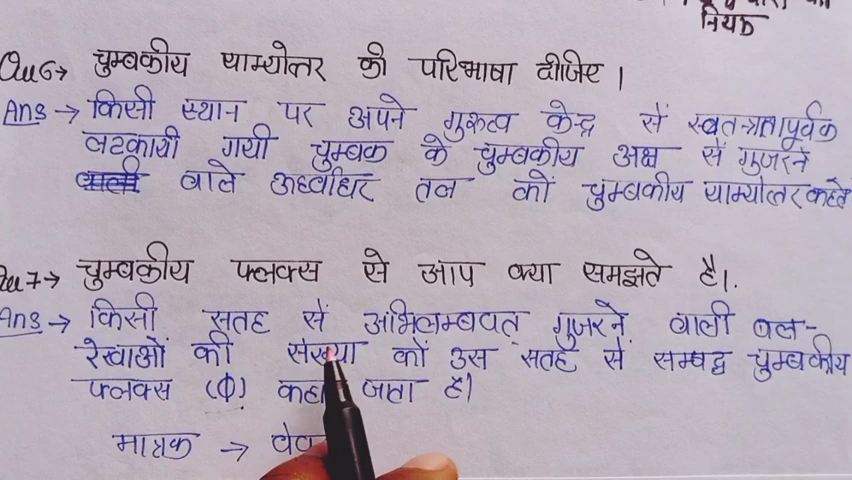 नियम
Qu6→ चुम्बकीय याम्योत्तर की परिभाषा दीजिए।
Ans → किसी स्थान पर अपने गुरुत्व केन्द्र से स्वतन्त्रतापूर्वक
लटकायी गयी चुम्बक के चुम्बकीय अक्ष से गुजरने
वाले ऊर्ध्वाधर तल को चुम्बकीय याम्योत्तर कहते
Qu7→ चुम्बकीय फ्लक्स से आप क्या समझते है।.
Ans → किसी सतह से अभिलम्बवत् गुजरने वाली बल-
रेखाओं की संख्या को उस सतह से सम्बद्ध चुम्बकीय
फ्लक्स (Φ) कहा जाता है।
मात्रक →